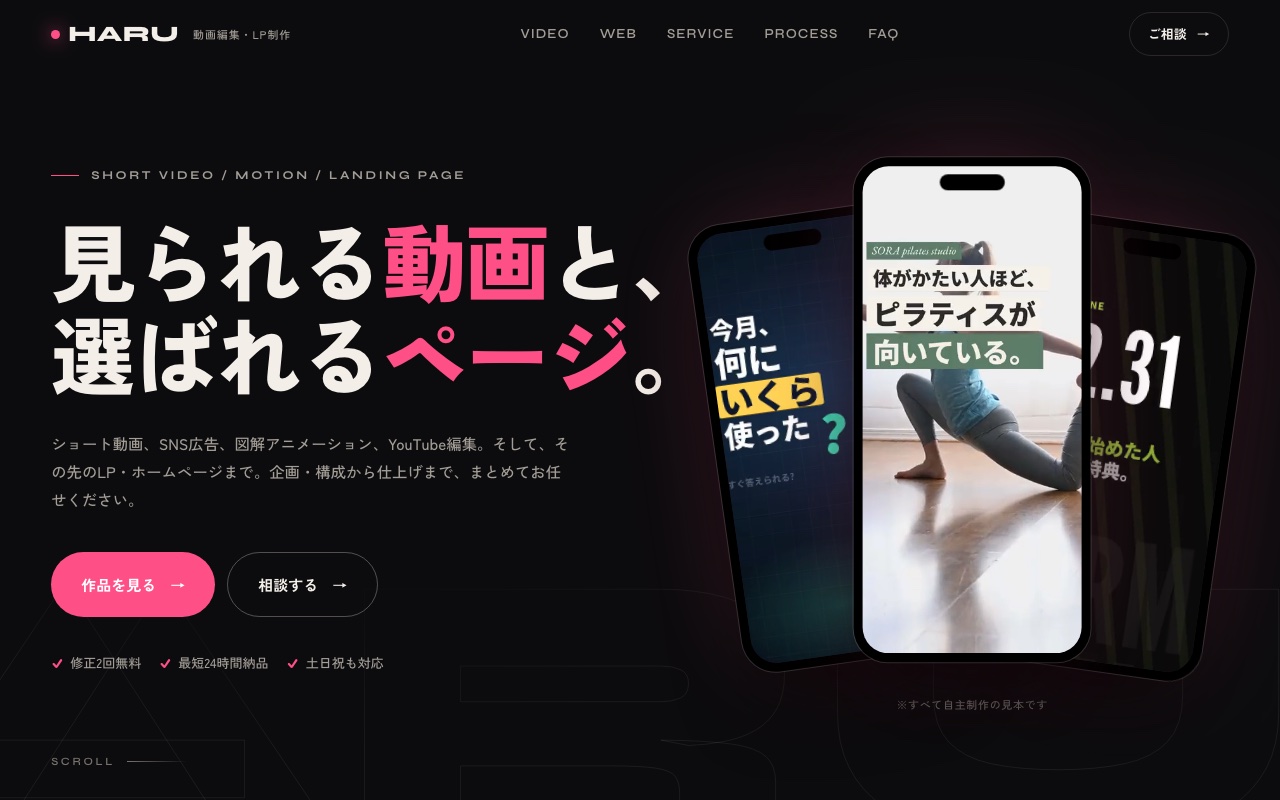 HARU 動画編集・LP制作
VIDEO WEB SERVICE PROCESS FAQ
ご相談 →
SHORT VIDEO / MOTION / LANDING PAGE
見られる動画と、
選ばれるページ。
ショート動画、SNS広告、図解アニメーション、YouTube編集。そして、そ
の先のLP・ホームページまで。企画・構成から仕上げまで、まとめてお任
せください。
作品を見る →
相談する →
修正2回無料 最短24時間納品 土日祝も対応
SCROLL
今月、
何に
いくら
使った?
すぐ答えられる?
SORA pilates studio
体がかたい人ほど、
ピラティスが
向いている。
.31
始めた人
特典。
※すべて自主制作の見本です